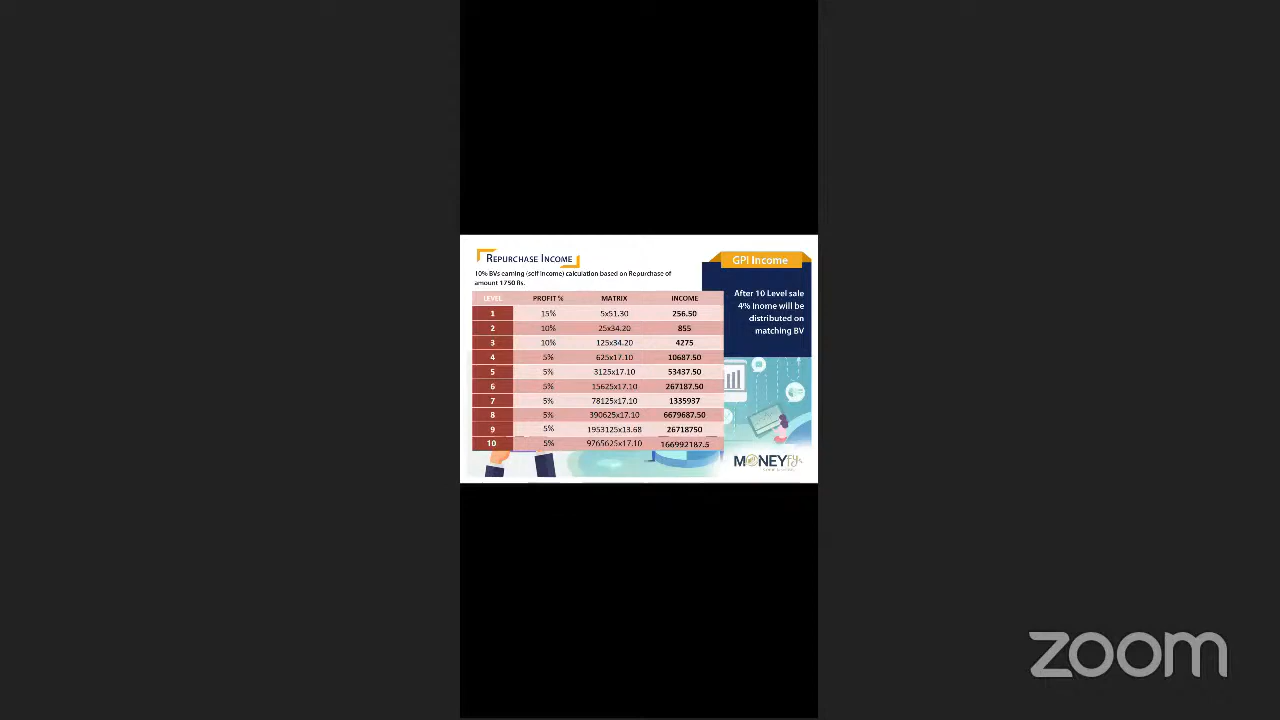 REPURCHASE INCOME
10% BVs earning (self income) calculation based on Repurchase of
amount 1750 Rs.
LEVEL PROFIT % MATRIX INCOME
1 15% 5x51.30 256.50
2 10% 25x34.20 855
3 10% 125x34.20 4275
4 5% 625x17.10 10687.50
5 5% 3125x17.10 53437.50
6 5% 15625x17.10 267187.50
7 5% 78125x17.10 1335937
8 5% 390625x17.10 6679687.50
9 5% 1953125x13.68 26718750
10 5% 9765625x17.10 166992187.5
GPI Income
After 10 Level sale
4% Inome will be
distributed on
matching BV
MONEY
zoom